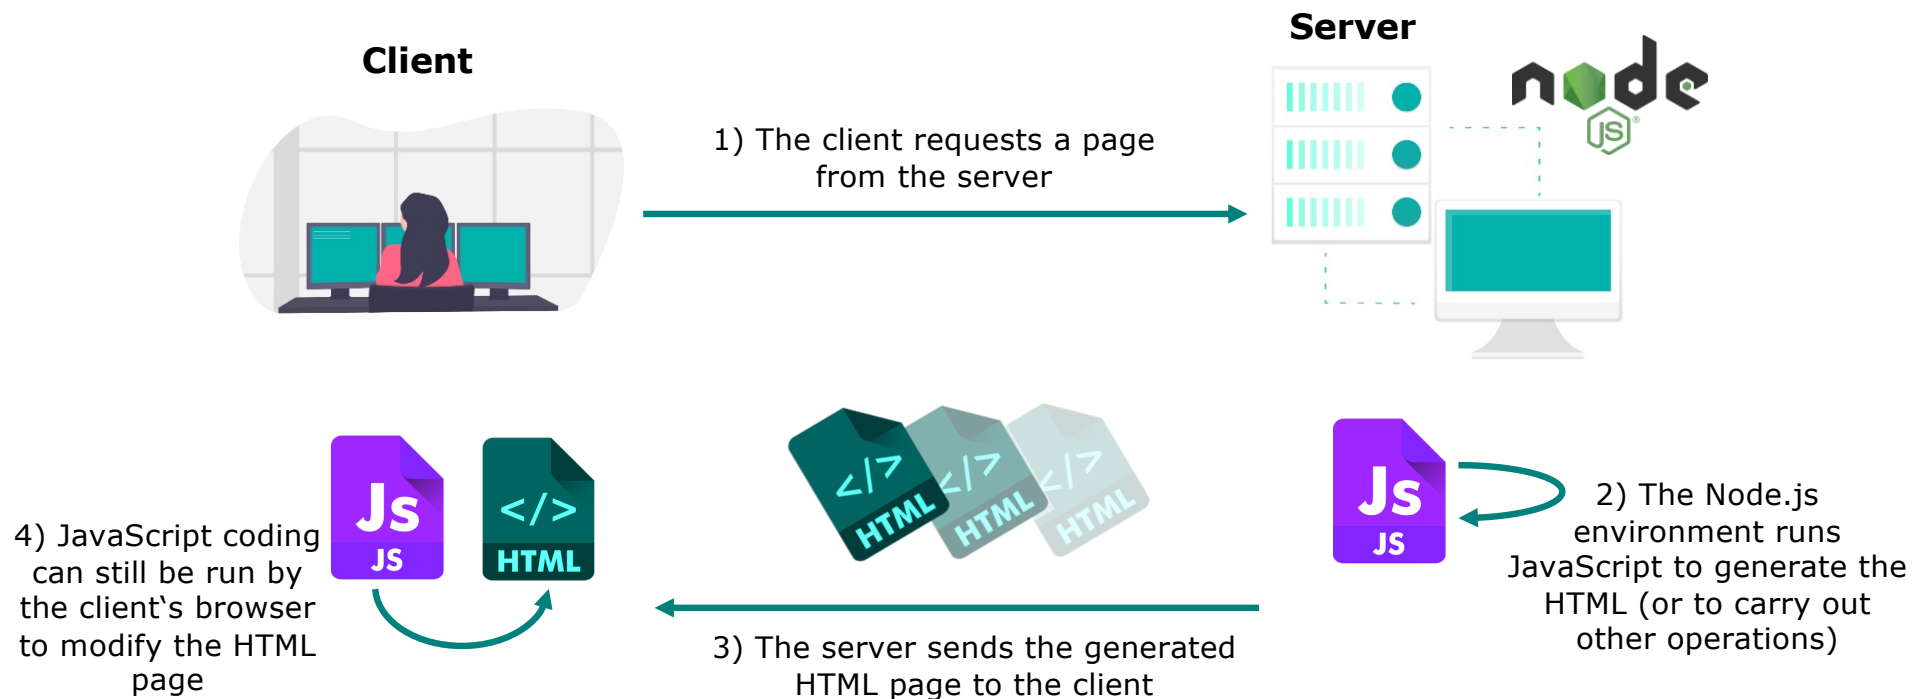 Client
Server
node
JS
®
1) The client requests a page
from the server
Js
JS
2) The Node.js
environment runs
JavaScript to generate the
HTML (or to carry out
other operations)
</>
HTML
</>
HTML
</>
HTML
3) The server sends the generated
HTML page to the client
4) JavaScript coding
can still be run by
the client‘s browser
to modify the HTML
page
Js
JS
</>
HTML